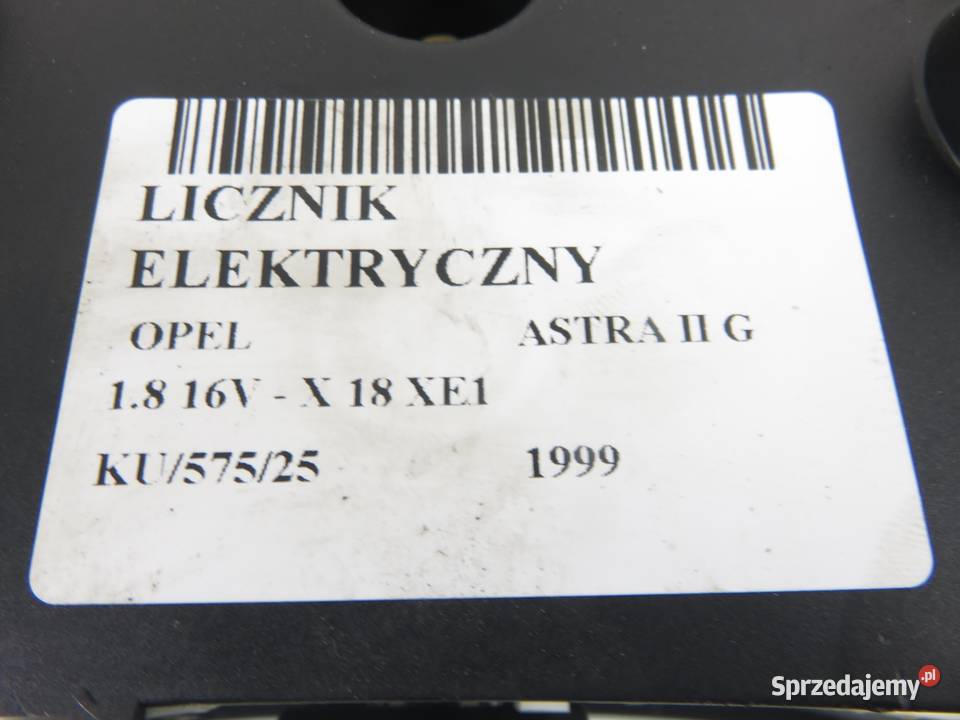 LICZNIK
ELEKTRYCZNY
OPEL ASTRA II G
1.8 16V - X 18 XE1
KU/575/25 1999
Sprzedajemy.pl